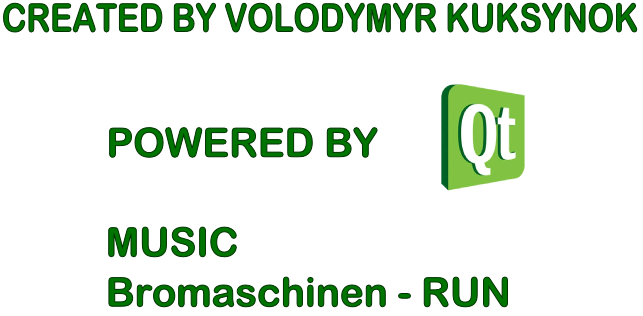 CREATED BY VOLODYMYR KUKSYNOK
POWERED BY Qt
MUSIC
Bromaschinen - RUN